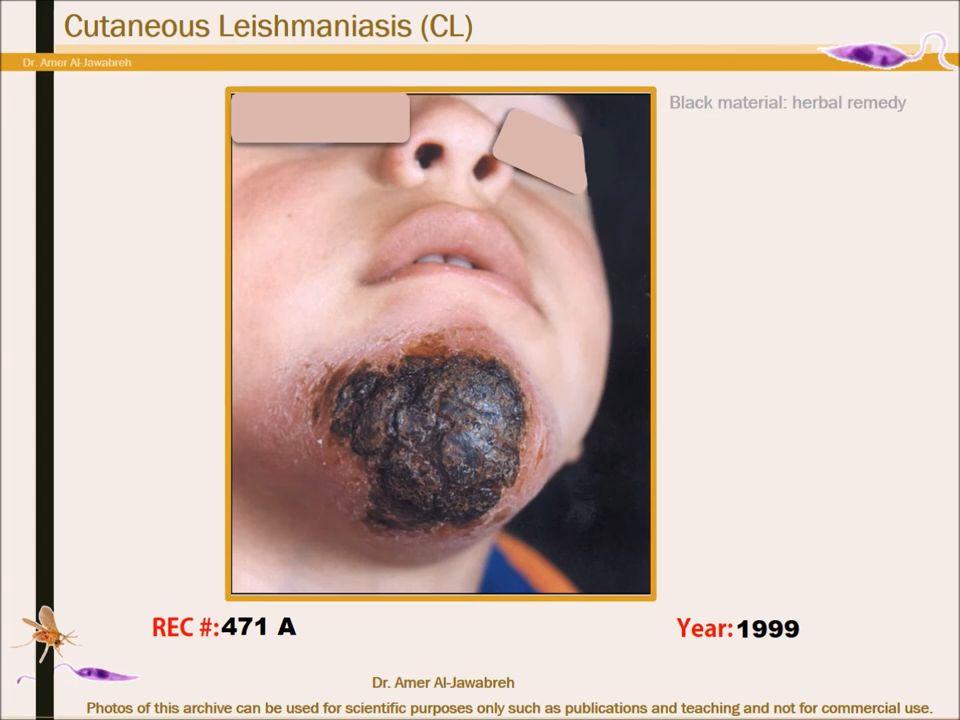 Cutaneous Leishmaniasis (CL)
Dr. Amer Al-Jawabreh
Black material: herbal remedy
REC #:471 A
Year:1999
Dr. Amer Al-Jawabreh
Photos of this archive can be used for scientific purposes only such as publications and teaching and not for commercial use.